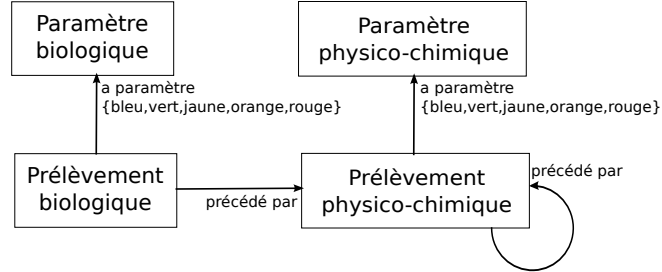 Paramètre
biologique
Paramètre
physico-chimique
a paramètre
{bleu,vert,jaune,orange,rouge}
a paramètre
{bleu,vert,jaune,orange,rouge}
Prélèvement
biologique
précédé par
Prélèvement
physico-chimique
précédé par